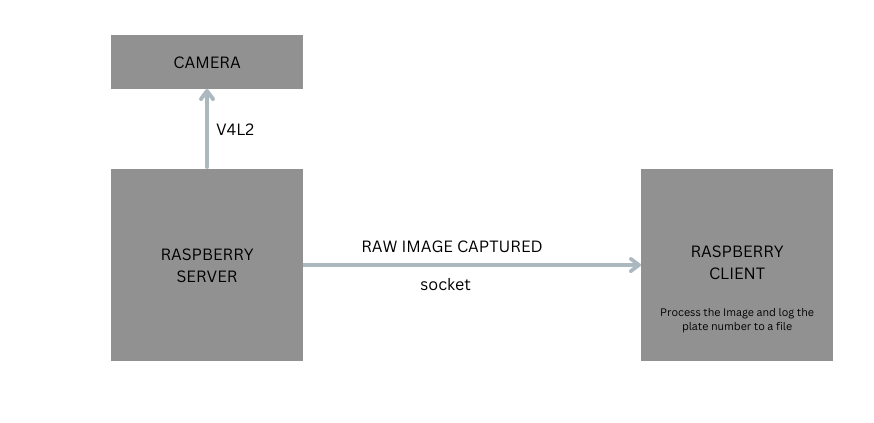 CAMERA
V4L2
RASPBERRY
SERVER
RAW IMAGE CAPTURED
socket
RASPBERRY
CLIENT
Process the Image and log the
plate number to a file